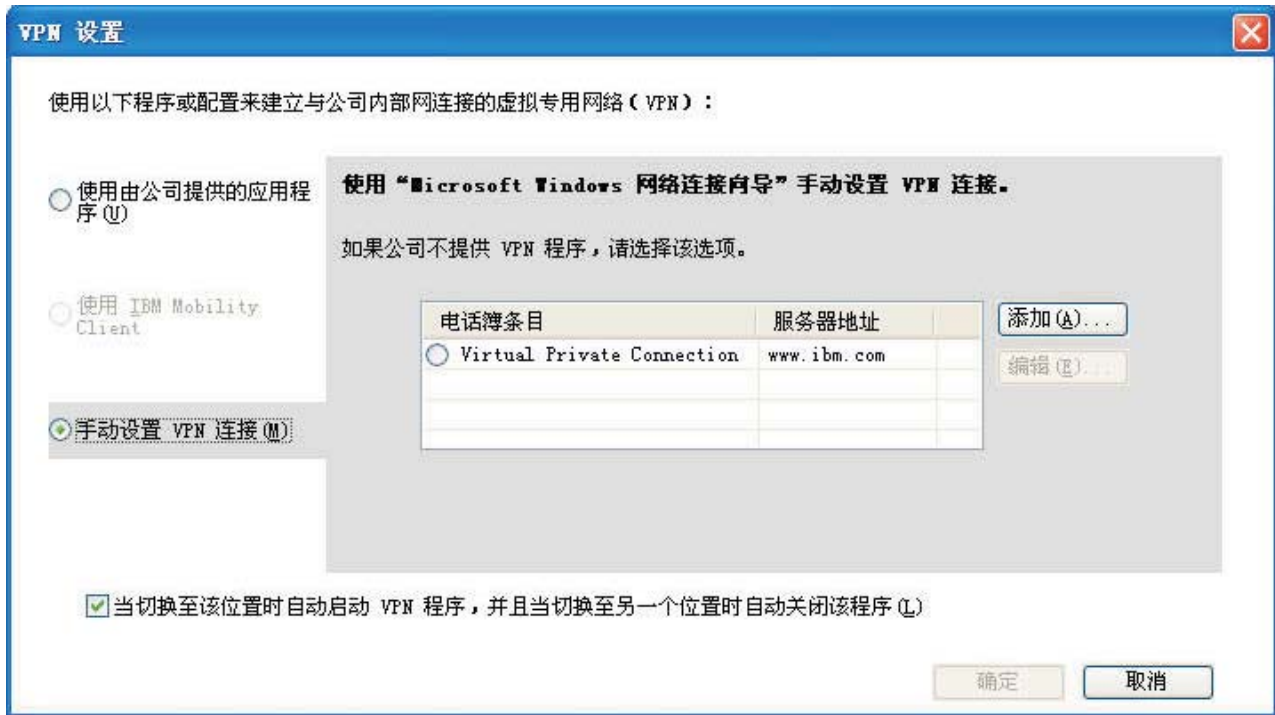 VPN 设置
使用以下程序或配置来建立与公司内部网连接的虚拟专用网络(VPN):
使用由公司提供的应用程
序(U)
使用 IBM Mobility
Client
手动设置 VPN 连接(M)
使用“Microsoft Windows 网络连接向导”手动设置 VPN 连接。
如果公司不提供 VPN 程序,请选择该选项。
电话簿条目 服务器地址
Virtual Private Connection www.ibm.com
添加(A)...
编辑(E)...
当切换至该位置时自动启动 VPN 程序,并且当切换至另一个位置时自动关闭该程序(L)
确定 取消